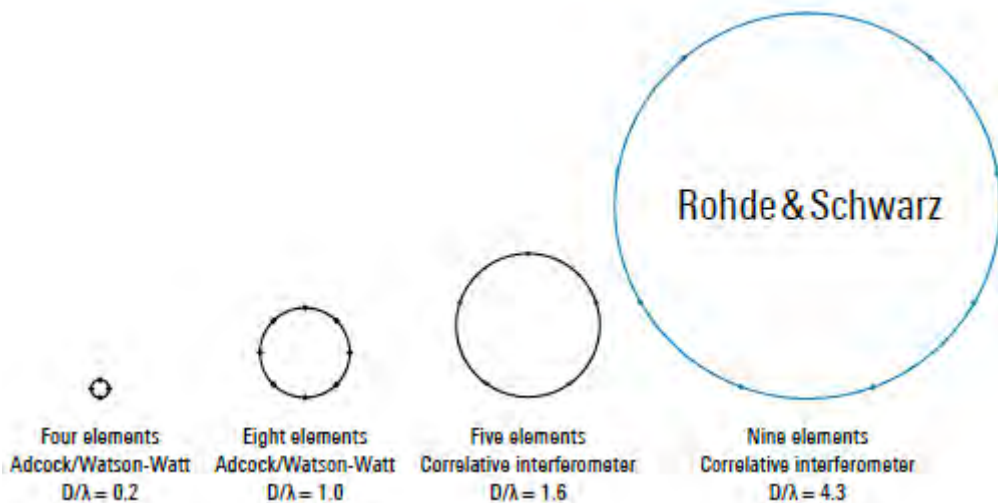 Rohde & Schwarz
Four elements
Adcock/Watson-Watt
D/λ = 0.2
Eight elements
Adcock/Watson-Watt
D/λ = 1.0
Five elements
Correlative interferometer
D/λ = 1.6
Nine elements
Correlative interferometer
D/λ = 4.3